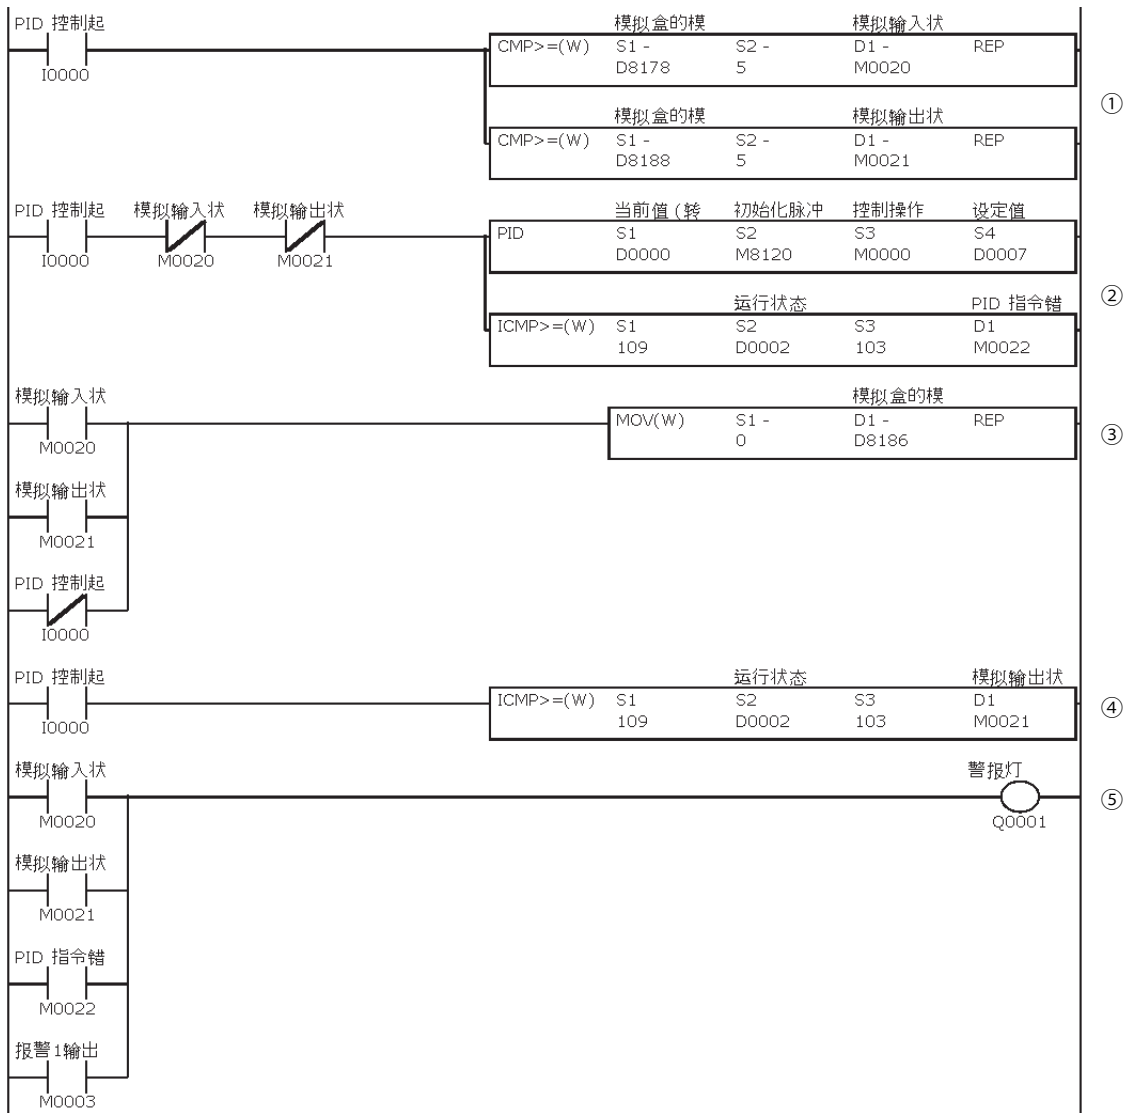 PID 控制起 模拟盒的模 模拟输入状
CMP>=(W) S1 - S2 - D1 - REP
I0000 D8178 5 M0020
①
模拟盒的模 模拟输出状
CMP>=(W) S1 - S2 - D1 - REP
D8188 5 M0021
PID 控制起 模拟输入状 模拟输出状 当前值 (转 初始化脉冲 控制操作 设定值
PID S1 S2 S3 S4
I0000 M0020 M0021 D0000 M8120 M0000 D0007
②
运行状态 PID 指令错
ICMP>=(W) S1 S2 S3 D1
109 D0002 103 M0022
模拟输入状 模拟盒的模
MOV(W) S1 - D1 - REP
M0020 0 D8186
③
模拟输出状
M0021
PID 控制起
I0000
PID 控制起 运行状态 模拟输出状
ICMP>=(W) S1 S2 S3 D1
I0000 109 D0002 103 M0021
④
模拟输入状 警报灯
⑤
M0020 Q0001
模拟输出状
M0021
PID 指令错
M0022
报警1输出
M0003